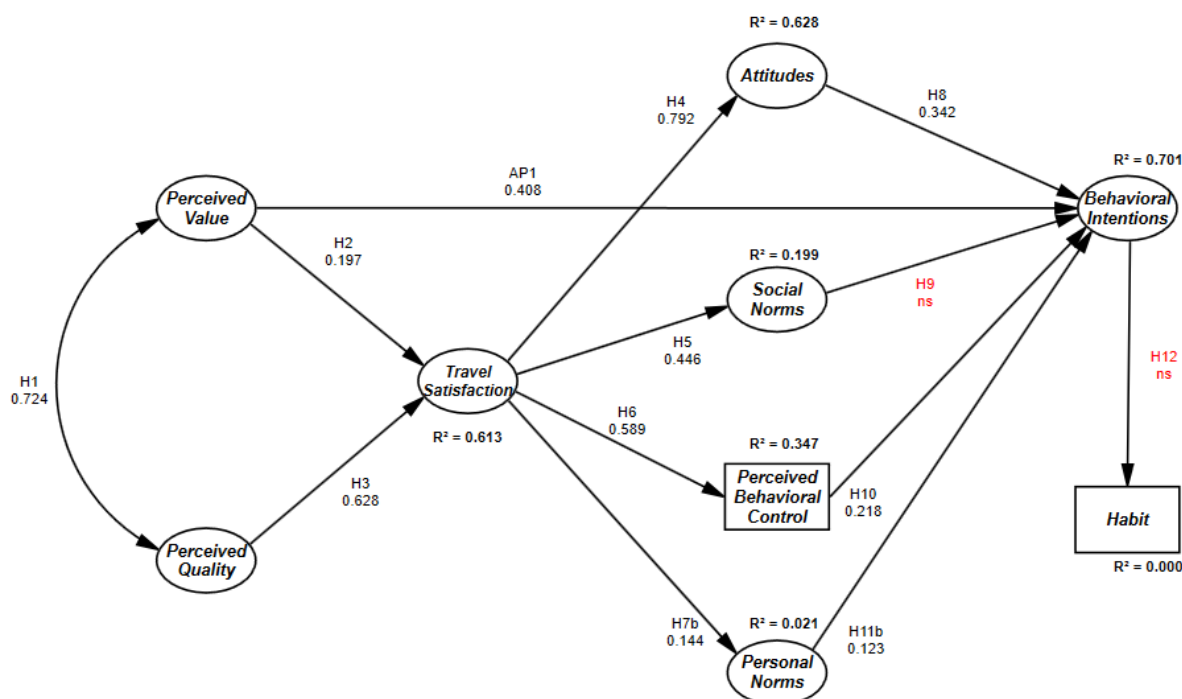 R² = 0.628
Attitudes
H4
0.792
H8
0.342
AP1
0.408
R² = 0.701
Perceived
Value
Behavioral
Intentions
H2
0.197
R² = 0.199
Social
Norms
H9
ns
H5
0.446
H1
0.724
Travel
Satisfaction
R² = 0.613
H12
ns
H6
0.589
R² = 0.347
Perceived
Behavioral
Control
H10
0.218
H3
0.628
Habit
R² = 0.000
Perceived
Quality
H7b
0.144
R² = 0.021
Personal
Norms
H11b
0.123